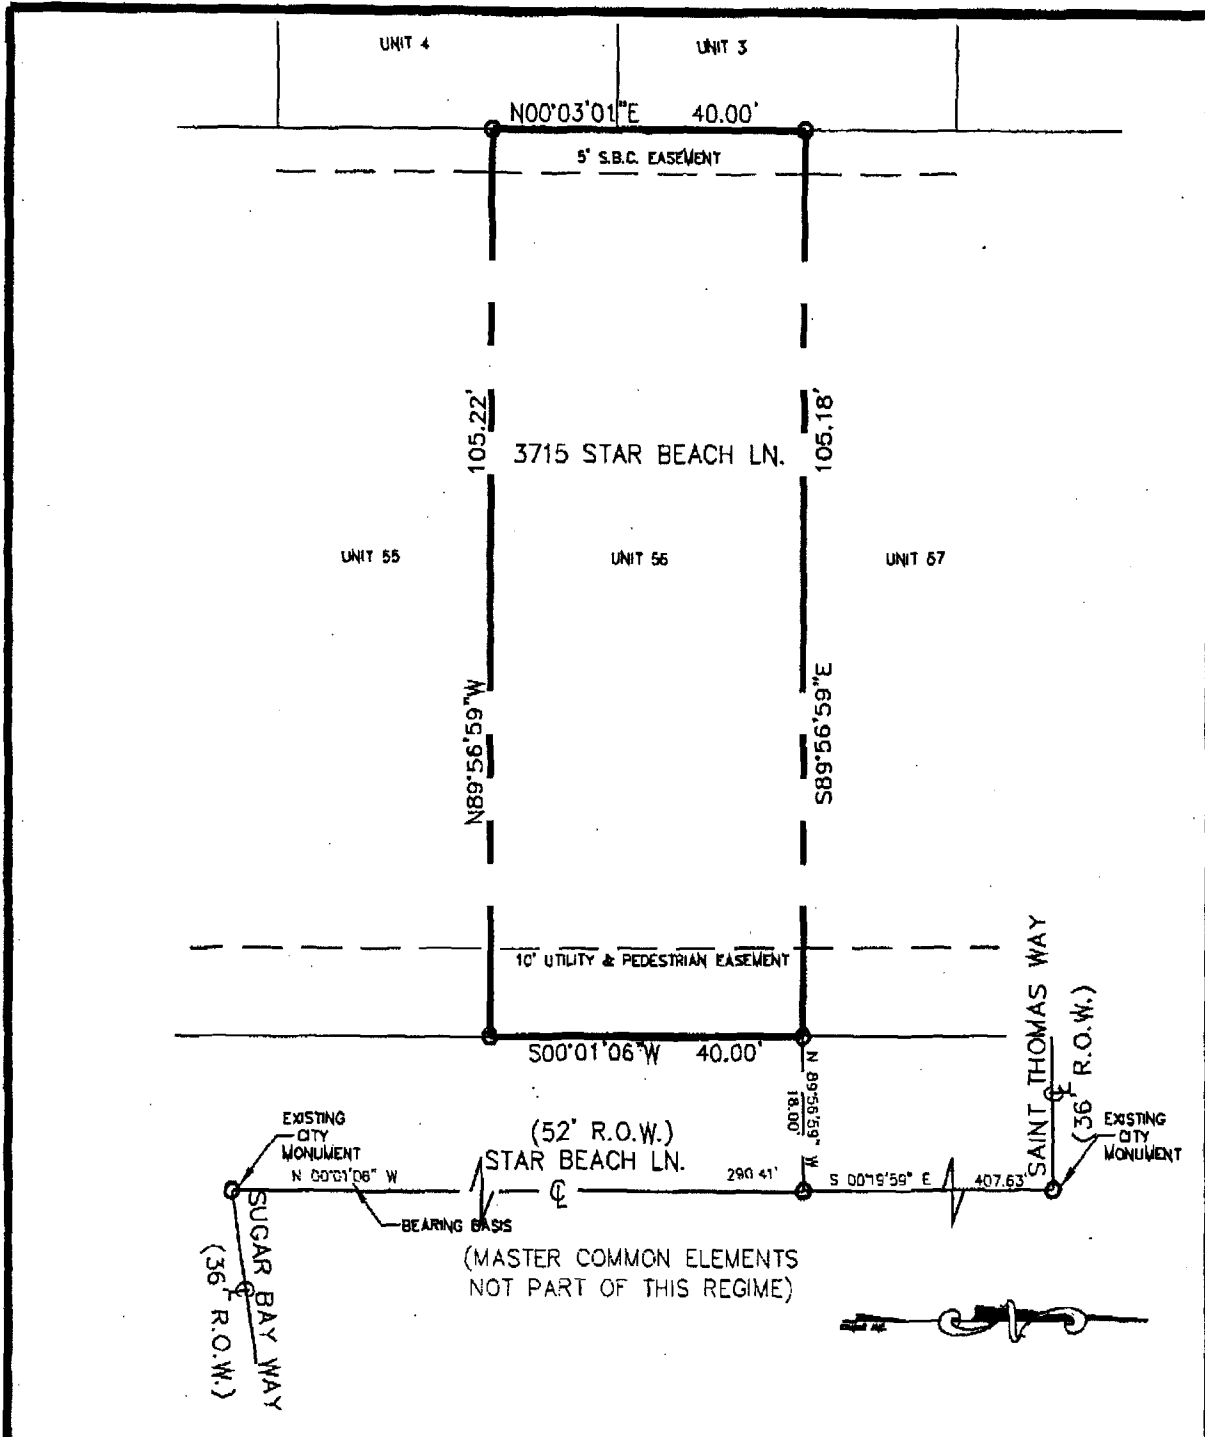 UNIT 4
UNIT 3
N00°03'01"E 40.00'
5' S.B.C. EASEMENT
105.22'
105.18'
3715 STAR BEACH LN.
UNIT 55
UNIT 56
UNIT 57
N89°56'59"W
S89°56'59"E
10' UTILITY & PEDESTRIAN EASEMENT
S00°01'06"W 40.00'
N 89°56'59" W
18.00'
SAINT THOMAS WAY
(36' R.O.W.)
EXISTING
CITY
MONUMENT
EXISTING
CITY
MONUMENT
(52' R.O.W.)
STAR BEACH LN.
N 00°01'06" W
290.41'
S 00°19'59" E
407.63'
BEARING BASIS
SUGAR BAY WAY
(36' R.O.W.)
(MASTER COMMON ELEMENTS
NOT PART OF THIS REGIME)